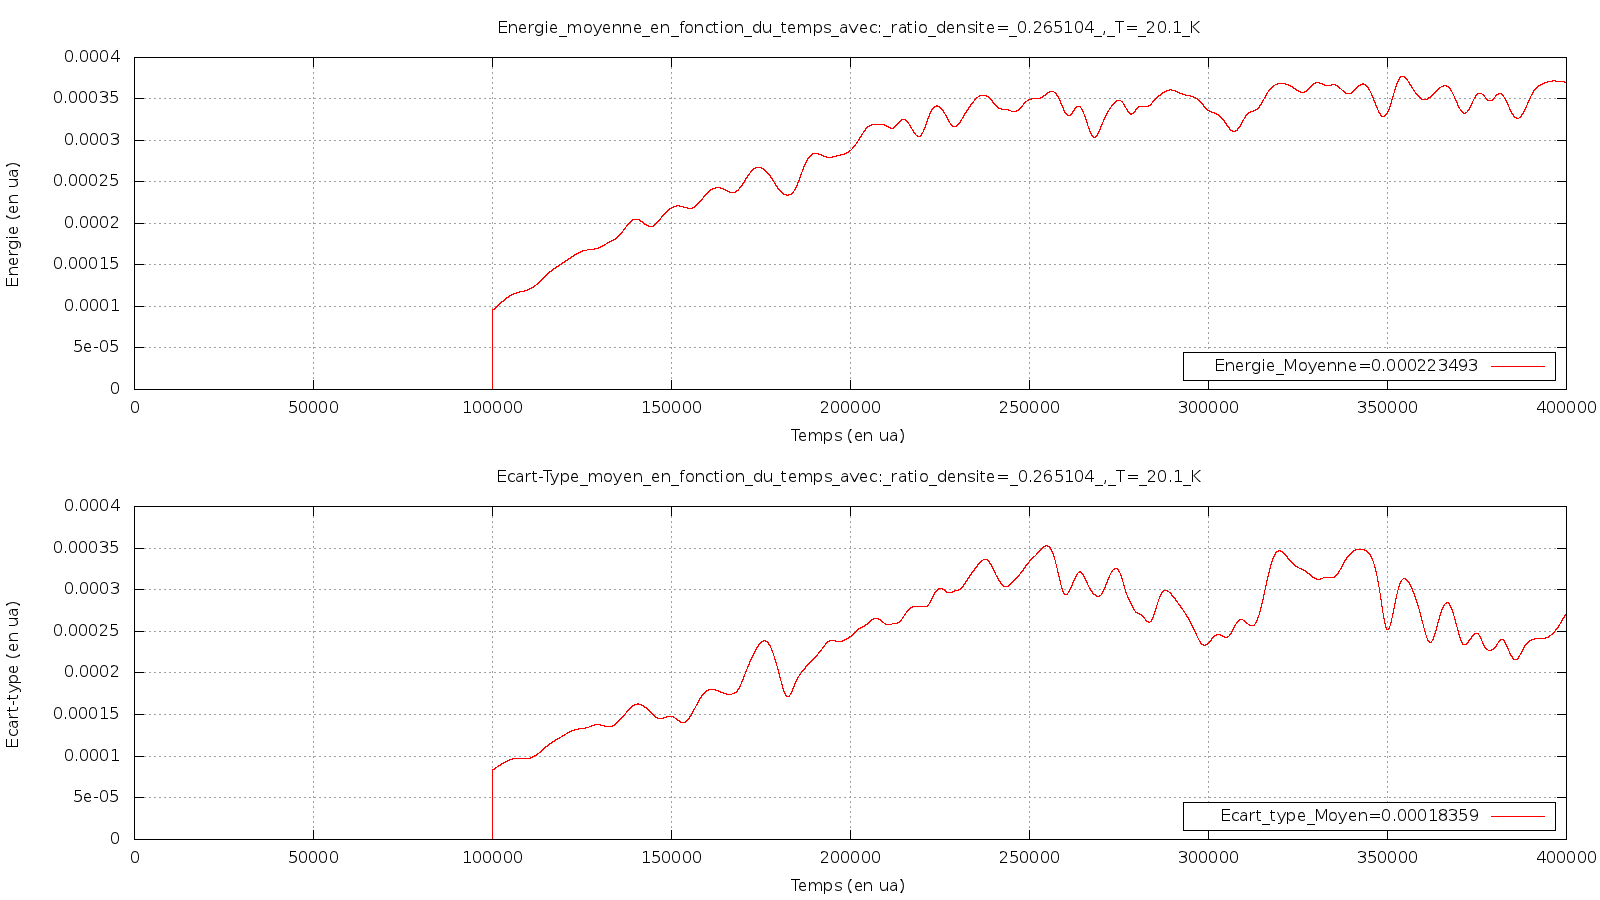 Energie_moyenne_en_fonction_du_temps_avec:_ratio_densite=_0.265104_,_T=_20.1_K
0.0004
0.00035
0.0003
0.00025
0.0002
0.00015
0.0001
5e-05
0
Energie (en ua)
Energie_Moyenne=0.000223493
0 50000 100000 150000 200000 250000 300000 350000 400000
Temps (en ua)
Ecart-Type_moyen_en_fonction_du_temps_avec:_ratio_densite=_0.265104_,_T=_20.1_K
0.0004
0.00035
0.0003
0.00025
0.0002
0.00015
0.0001
5e-05
0
Ecart-type (en ua)
Ecart_type_Moyen=0.00018359
0 50000 100000 150000 200000 250000 300000 350000 400000
Temps (en ua)